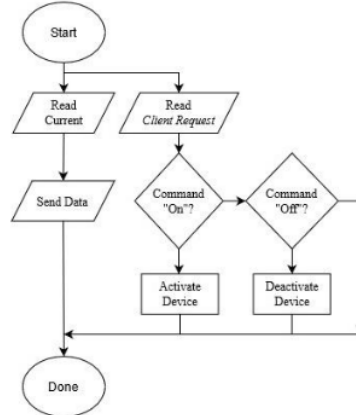 Start
Read
Current
Read
Client Request
Send Data
Command
"On"?
Command
"Off"?
Activate
Device
Deactivate
Device
Done